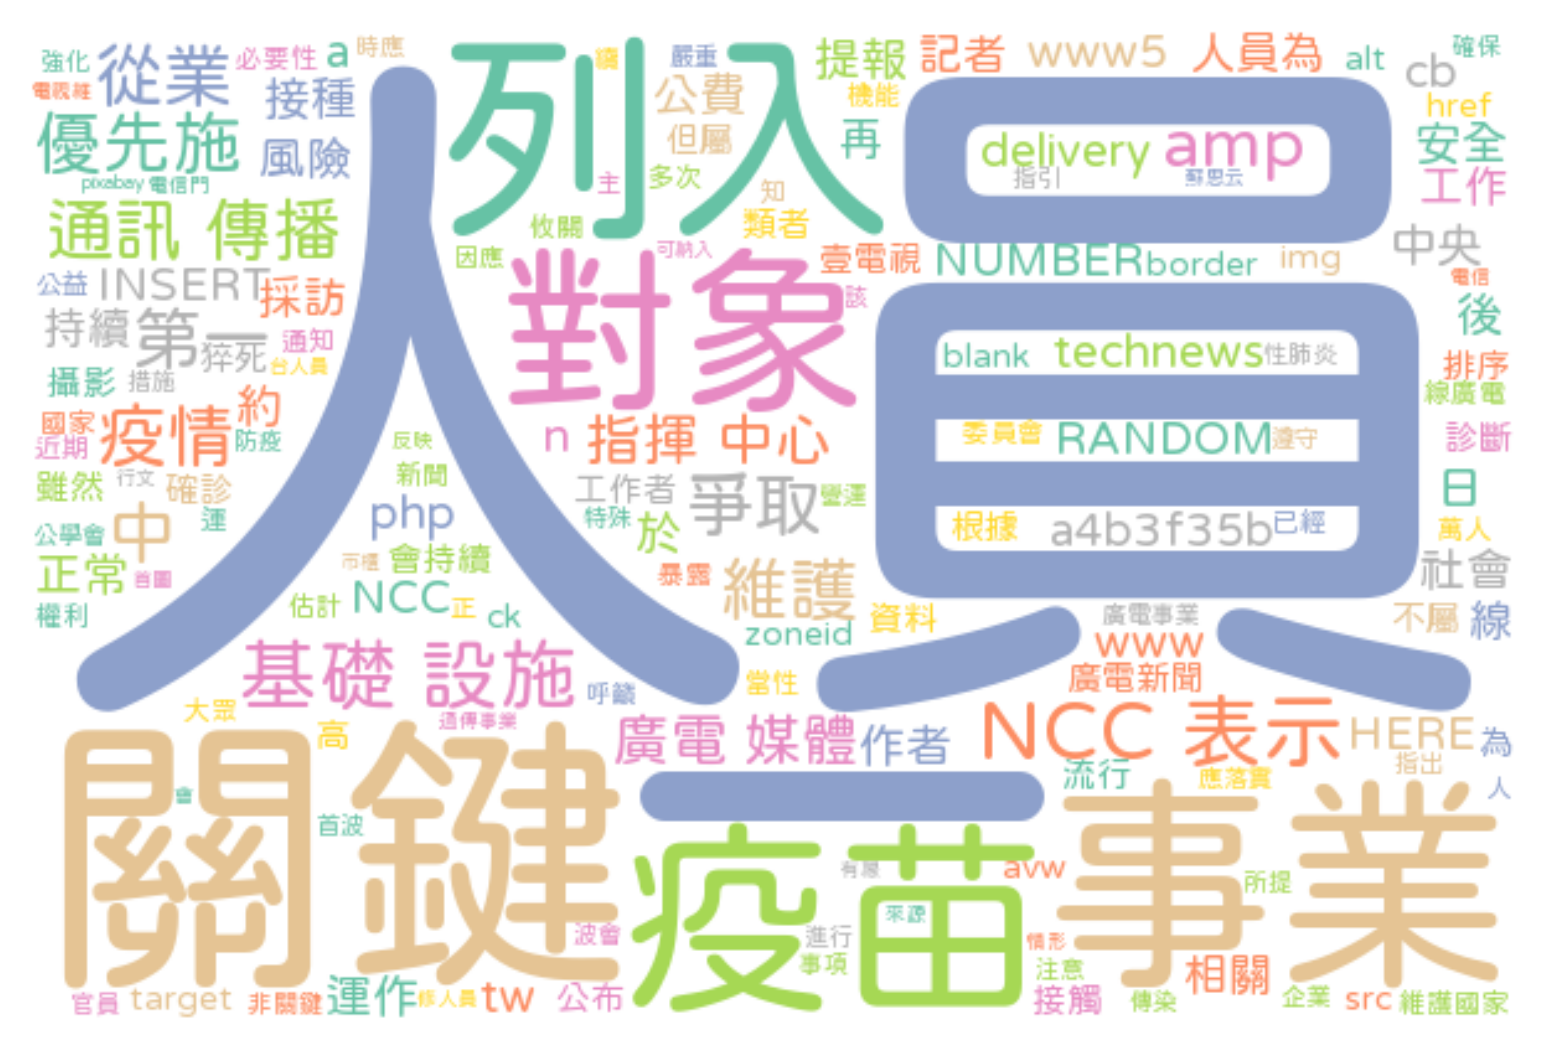 強化
從業
必要性
a
時應
列入
鑽
嚴重
提報
記者
www5
人員為
alt
確保
電視維
接種
公費
機能
cb
href
優先施
風險
但屬
再
delivery
amp
安全
pixabay
電信門
主
多次
知
指引
蘇思云
工作
通訊 傳播
攸關
類者
因應
可納入
壹電視
NUMBER
border
img
中央
公益
INSERT
採訪
對象
該
電信
人員
持續
第一
猝死
通知
台人員
後
blank
technews
性肺炎
排序
攝影
措施
線廣電
國家
疫情
約
n
指揮 中心
委員會
RANDOM
遵守
診斷
近期
防疫
反映
雖然
行文
確診
新聞
工作者
爭取
營運
日
公學會
中
運
php
特殊
於
根據
a4b3f35b
已經
萬人
正常
首圖
市櫃
會持續
暴露
維護
社會
權利
估計
NCC
正
ck
zoneid
資料
廣電事業
不屬
線
基礎 設施
呼籲
當性
www
廣電新聞
大眾
高
通傳事業
廣電 媒體
作者
NCC 表示
HERE
為
關鍵
一
流行
應落實
指出
人
會
首波
疫苗
有線
avw
事業
所提
來源
波會
進行
事項
情形
注意
相關
官員
target
非關鍵
運作
修人員
tw
公布
接觸
傳染
企業
src
維護國家